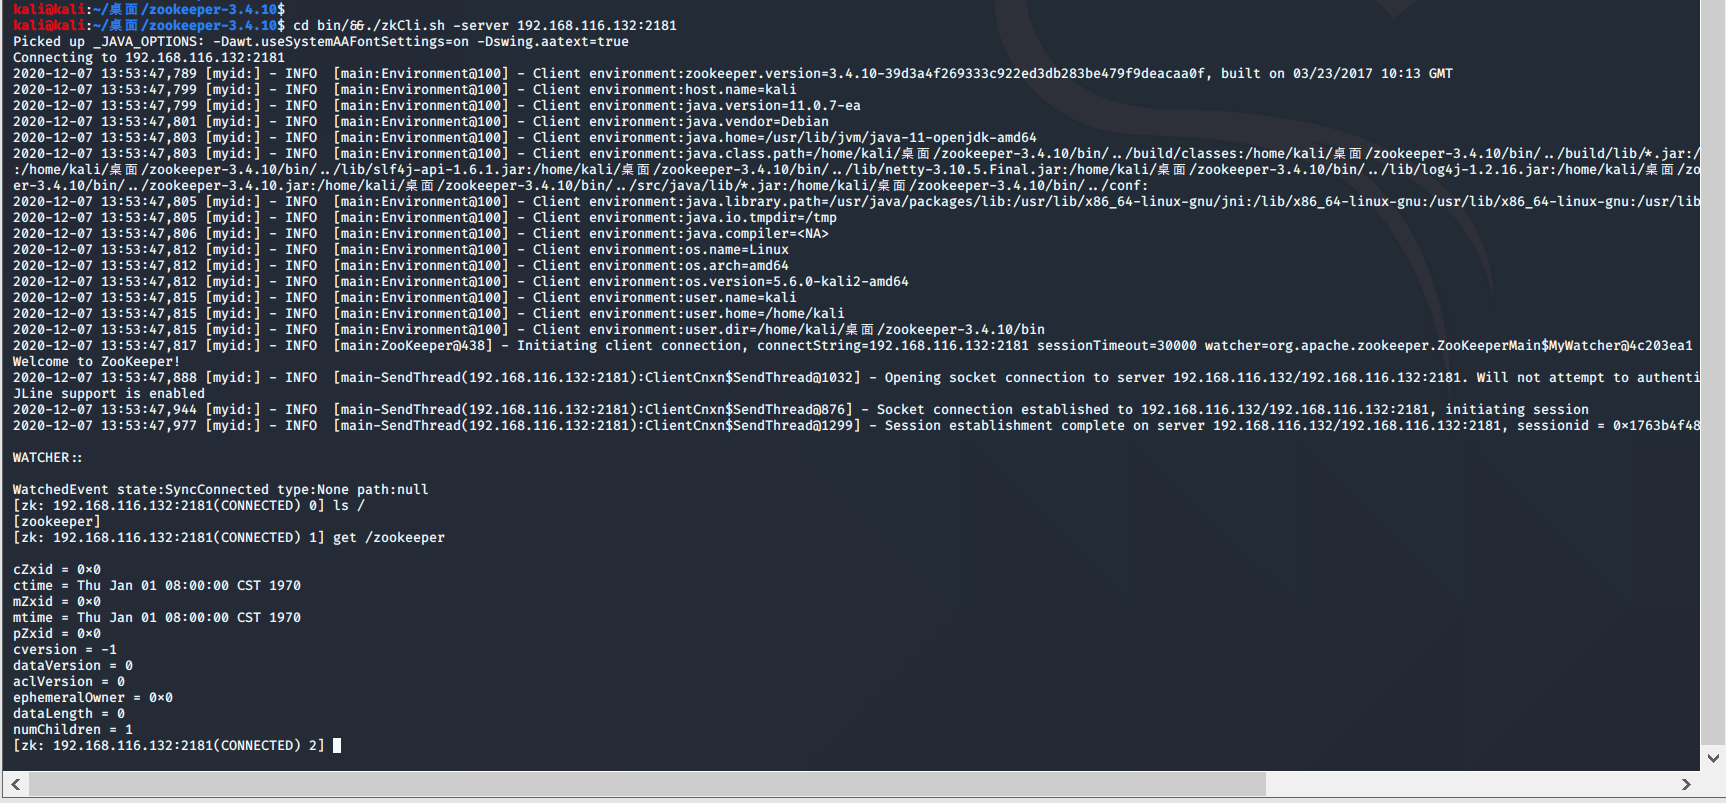 kali@kali:~/桌面/zookeeper-3.4.10$
kali@kali:~/桌面/zookeeper-3.4.10$ cd bin/&&./zkCli.sh -server 192.168.116.132:2181
Picked up _JAVA_OPTIONS: -Dawt.useSystemAAFontSettings=on -Dswing.aatext=true
Connecting to 192.168.116.132:2181
2020-12-07 13:53:47,789 [myid:] - INFO  [main:Environment@100] - Client environment:zookeeper.version=3.4.10-39d3a4f269333c922ed3db283be479f9deacaa0f, built on 03/23/2017 10:13 GMT
2020-12-07 13:53:47,799 [myid:] - INFO  [main:Environment@100] - Client environment:host.name=kali
2020-12-07 13:53:47,799 [myid:] - INFO  [main:Environment@100] - Client environment:java.version=11.0.7-ea
2020-12-07 13:53:47,801 [myid:] - INFO  [main:Environment@100] - Client environment:java.vendor=Debian
2020-12-07 13:53:47,803 [myid:] - INFO  [main:Environment@100] - Client environment:java.home=/usr/lib/jvm/java-11-openjdk-amd64
2020-12-07 13:53:47,803 [myid:] - INFO  [main:Environment@100] - Client environment:java.class.path=/home/kali/桌面/zookeeper-3.4.10/bin/../build/classes:/home/kali/桌面/zookeeper-3.4.10/bin/../build/lib/*.jar:/
:/home/kali/桌面/zookeeper-3.4.10/bin/../lib/slf4j-api-1.6.1.jar:/home/kali/桌面/zookeeper-3.4.10/bin/../lib/netty-3.10.5.Final.jar:/home/kali/桌面/zookeeper-3.4.10/bin/../lib/log4j-1.2.16.jar:/home/kali/桌面/zo
er-3.4.10/bin/../zookeeper-3.4.10.jar:/home/kali/桌面/zookeeper-3.4.10/bin/../src/java/lib/*.jar:/home/kali/桌面/zookeeper-3.4.10/bin/../conf:
2020-12-07 13:53:47,805 [myid:] - INFO  [main:Environment@100] - Client environment:java.library.path=/usr/java/packages/lib:/usr/lib/x86_64-linux-gnu/jni:/lib/x86_64-linux-gnu:/usr/lib/x86_64-linux-gnu:/usr/lib
2020-12-07 13:53:47,805 [myid:] - INFO  [main:Environment@100] - Client environment:java.io.tmpdir=/tmp
2020-12-07 13:53:47,806 [myid:] - INFO  [main:Environment@100] - Client environment:java.compiler=<NA>
2020-12-07 13:53:47,812 [myid:] - INFO  [main:Environment@100] - Client environment:os.name=Linux
2020-12-07 13:53:47,812 [myid:] - INFO  [main:Environment@100] - Client environment:os.arch=amd64
2020-12-07 13:53:47,812 [myid:] - INFO  [main:Environment@100] - Client environment:os.version=5.6.0-kali2-amd64
2020-12-07 13:53:47,815 [myid:] - INFO  [main:Environment@100] - Client environment:user.name=kali
2020-12-07 13:53:47,815 [myid:] - INFO  [main:Environment@100] - Client environment:user.home=/home/kali
2020-12-07 13:53:47,815 [myid:] - INFO  [main:Environment@100] - Client environment:user.dir=/home/kali/桌面/zookeeper-3.4.10/bin
2020-12-07 13:53:47,817 [myid:] - INFO  [main:ZooKeeper@438] - Initiating client connection, connectString=192.168.116.132:2181 sessionTimeout=30000 watcher=org.apache.zookeeper.ZooKeeperMain$MyWatcher@4c203ea1
Welcome to ZooKeeper!
2020-12-07 13:53:47,888 [myid:] - INFO  [main-SendThread(192.168.116.132:2181):ClientCnxn$SendThread@1032] - Opening socket connection to server 192.168.116.132/192.168.116.132:2181. Will not attempt to authenti
JLine support is enabled
2020-12-07 13:53:47,944 [myid:] - INFO  [main-SendThread(192.168.116.132:2181):ClientCnxn$SendThread@876] - Socket connection established to 192.168.116.132/192.168.116.132:2181, initiating session
2020-12-07 13:53:47,977 [myid:] - INFO  [main-SendThread(192.168.116.132:2181):ClientCnxn$SendThread@1299] - Session establishment complete on server 192.168.116.132/192.168.116.132:2181, sessionid = 0x1763b4f48
WATCHER::
WatchedEvent state:SyncConnected type:None path:null
[zk: 192.168.116.132:2181(CONNECTED) 0] ls /
[zookeeper]
[zk: 192.168.116.132:2181(CONNECTED) 1] get /zookeeper
cZxid = 0x0
ctime = Thu Jan 01 08:00:00 CST 1970
mZxid = 0x0
mtime = Thu Jan 01 08:00:00 CST 1970
pZxid = 0x0
cversion = -1
dataVersion = 0
aclVersion = 0
ephemeralOwner = 0x0
dataLength = 0
numChildren = 1
[zk: 192.168.116.132:2181(CONNECTED) 2]